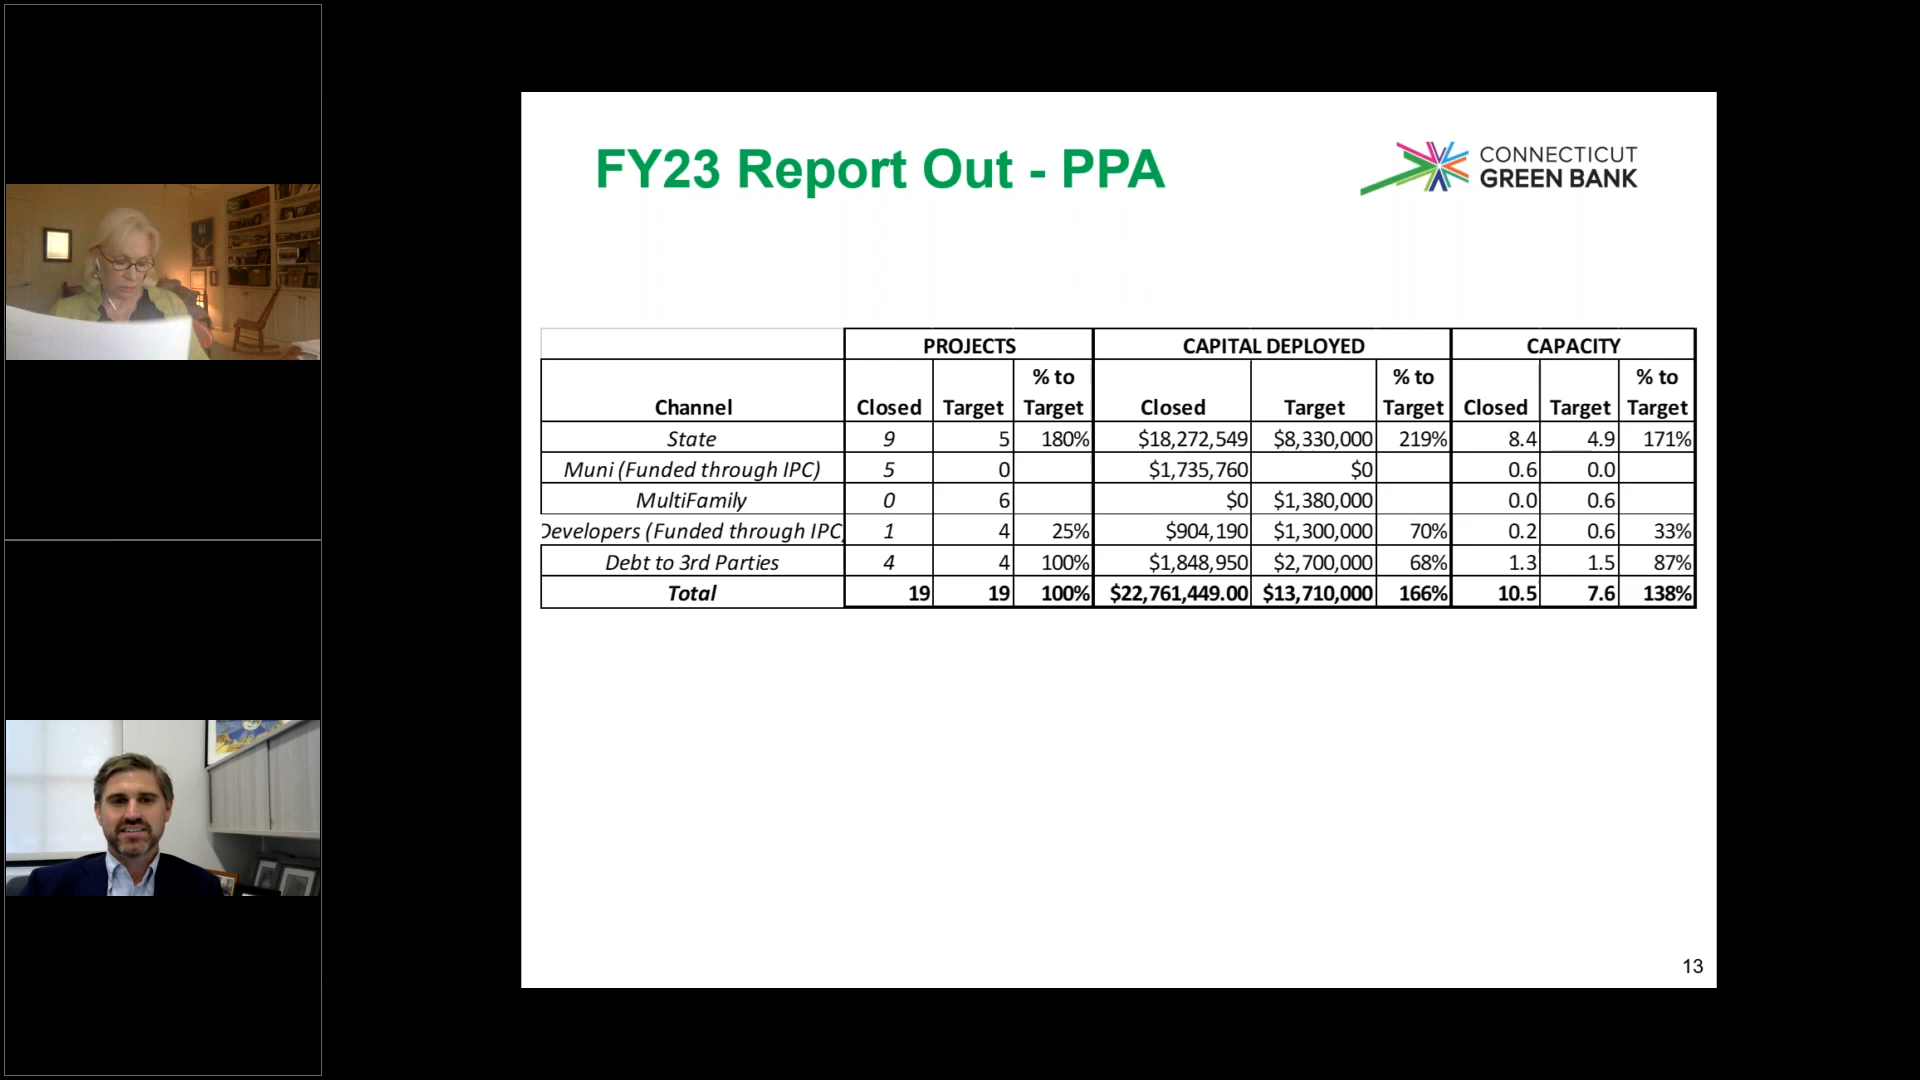 FY23 Report Out - PPA
CONNECTICUT
GREEN BANK
PROJECTS CAPITAL DEPLOYED CAPACITY
Channel Closed Target % to Target Closed Target % to Target Closed Target % to Target
State 9 5 180% $18,272,549 $8,330,000 219% 8.4 4.9 171%
Muni (Funded through IPC) 5 0 $1,735,760 $0 0.6 0.0
MultiFamily 0 6 $0 $1,380,000 0.0 0.6
Developers (Funded through IPC) 1 4 25% $904,190 $1,300,000 70% 0.2 0.6 33%
Debt to 3rd Parties 4 4 100% $1,848,950 $2,700,000 68% 1.3 1.5 87%
Total 19 19 100% $22,761,449.00 $13,710,000 166% 10.5 7.6 138%
13